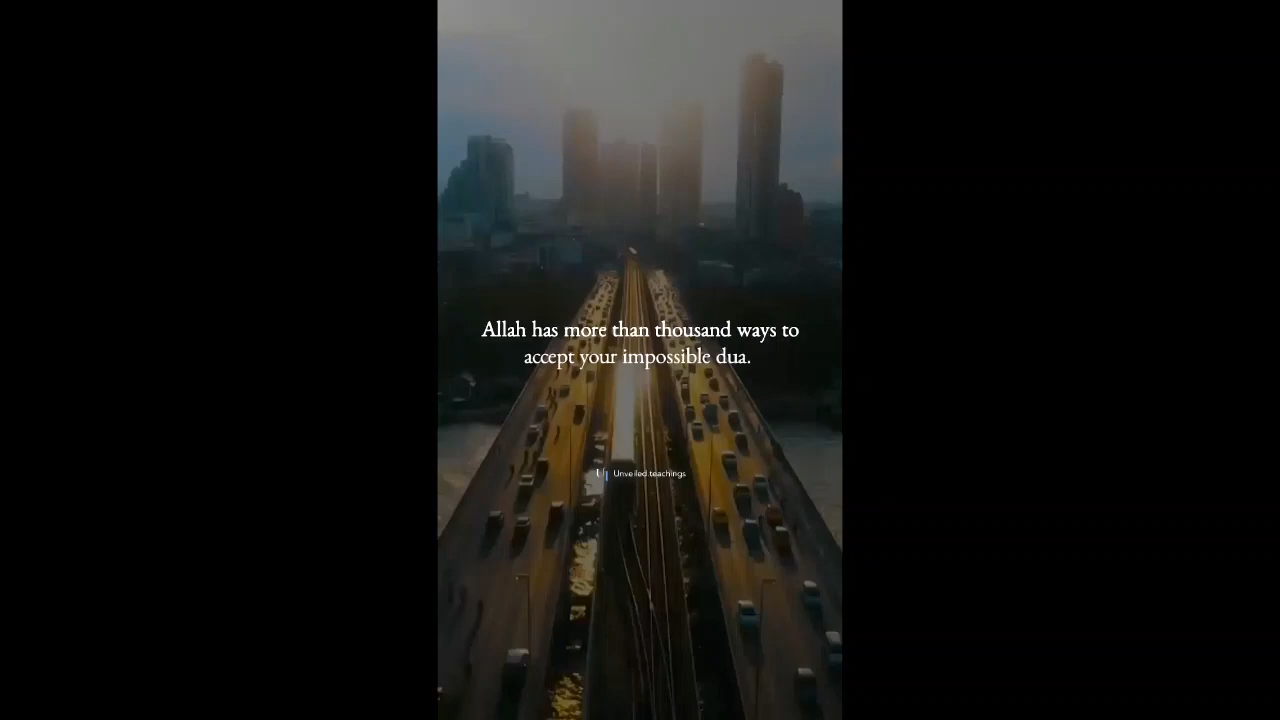 Allah has more than thousand ways to
accept your impossible dua.
Unveiled.teachings